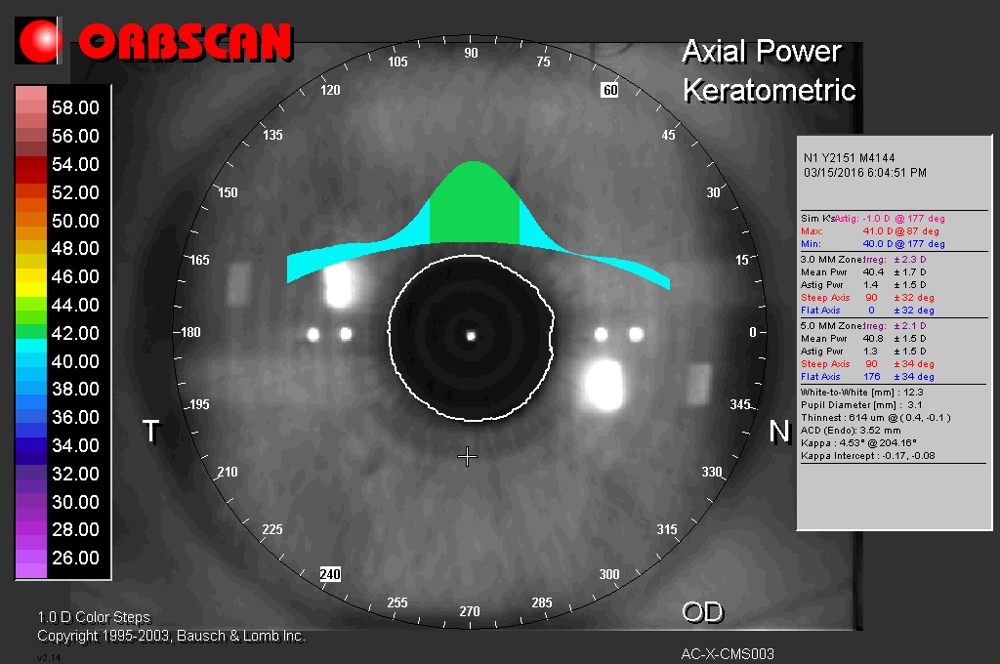 ORBSCAN
Axial Power
Keratometric
58.00
56.00
54.00
52.00
50.00
48.00
46.00
44.00
42.00
40.00
38.00
36.00
34.00
32.00
30.00
28.00
26.00
90
105
75
120
60
135
45
150
30
165
15
180
0
195
345
210
330
225
315
240
300
255
285
270
T
N
N1 Y2151 M4144
03/15/2016 6:04:51 PM
Sim K's Astig: -1.0 D @ 177 deg
Max: 41.0 D @ 87 deg
Min: 40.0 D @ 177 deg
3.0 MM Zone: Irreg: ± 2.3 D
Mean Pwr 40.4 ± 1.7 D
Astig Pwr 1.4 ± 1.5 D
Steep Axis 90 ± 32 deg
Flat Axis 0 ± 32 deg
5.0 MM Zone: Irreg: ± 2.1 D
Mean Pwr 40.8 ± 1.5 D
Astig Pwr 1.3 ± 1.5 D
Steep Axis 90 ± 34 deg
Flat Axis 176 ± 34 deg
White-to-White [mm] : 12.3
Pupil Diameter [mm] : 3.1
Thinnest : 614 um @ ( 0.4, -0.1 )
ACD (Endo): 3.52 mm
Kappa : 4.53° @ 204.16°
Kappa Intercept : -0.17, -0.08
OD
1.0 D Color Steps
Copyright 1995-2003, Bausch & Lomb Inc.
v3.14
AC-X-CMS003